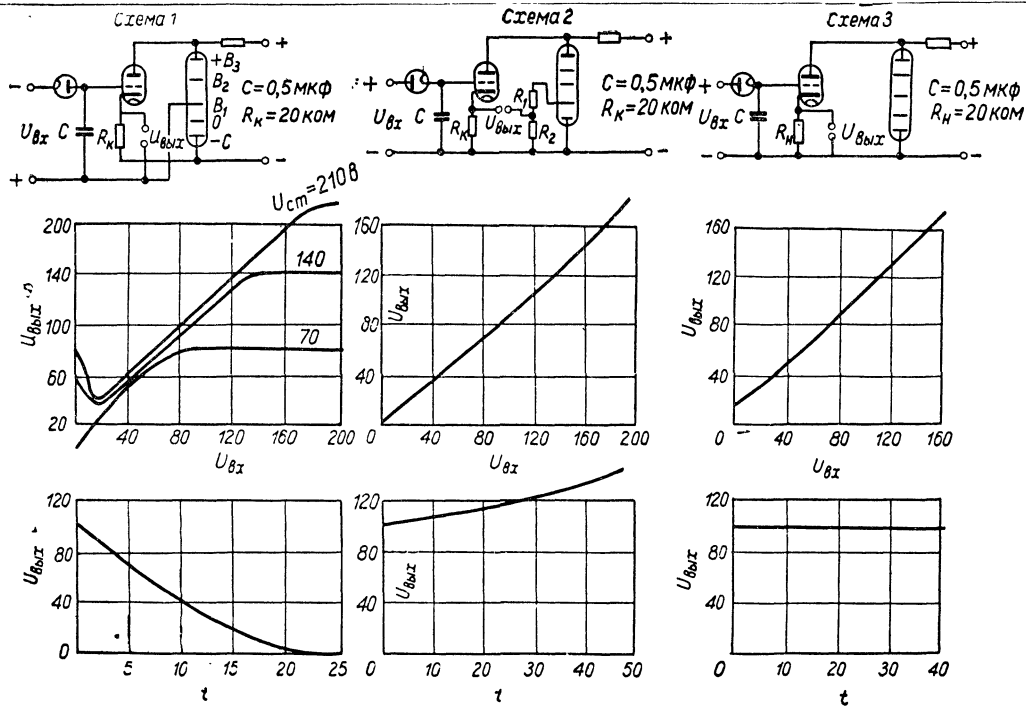 Схема 1
Схема 2
Схема 3
+
+B₃
B₂
B₁
0
−C
C=0,5 мкф
Rк=20 ком
−
Uвх
C
Rк
Uвых
−
+
+
+
Uвх
C
Rк
Uвых
R₁
R₂
C=0,5 мкф
Rк=20 ком
−
−
+
+
Uвх
C
Rн
Uвых
C=0,5 мкф
Rн=20 ком
−
−
Uст=210 в
140
70
Uвых
200
140
100
60
20
40
80
120
160
200
Uвх
Uвых
160
120
80
40
0
40
80
120
160
200
Uвх
Uвых
160
120
80
40
0
40
80
120
160
Uвх
Uвых
120
80
40
0
5
10
15
20
25
t
Uвых
120
80
40
0
10
20
30
40
50
t
Uвых
120
80
40
0
10
20
30
40
t